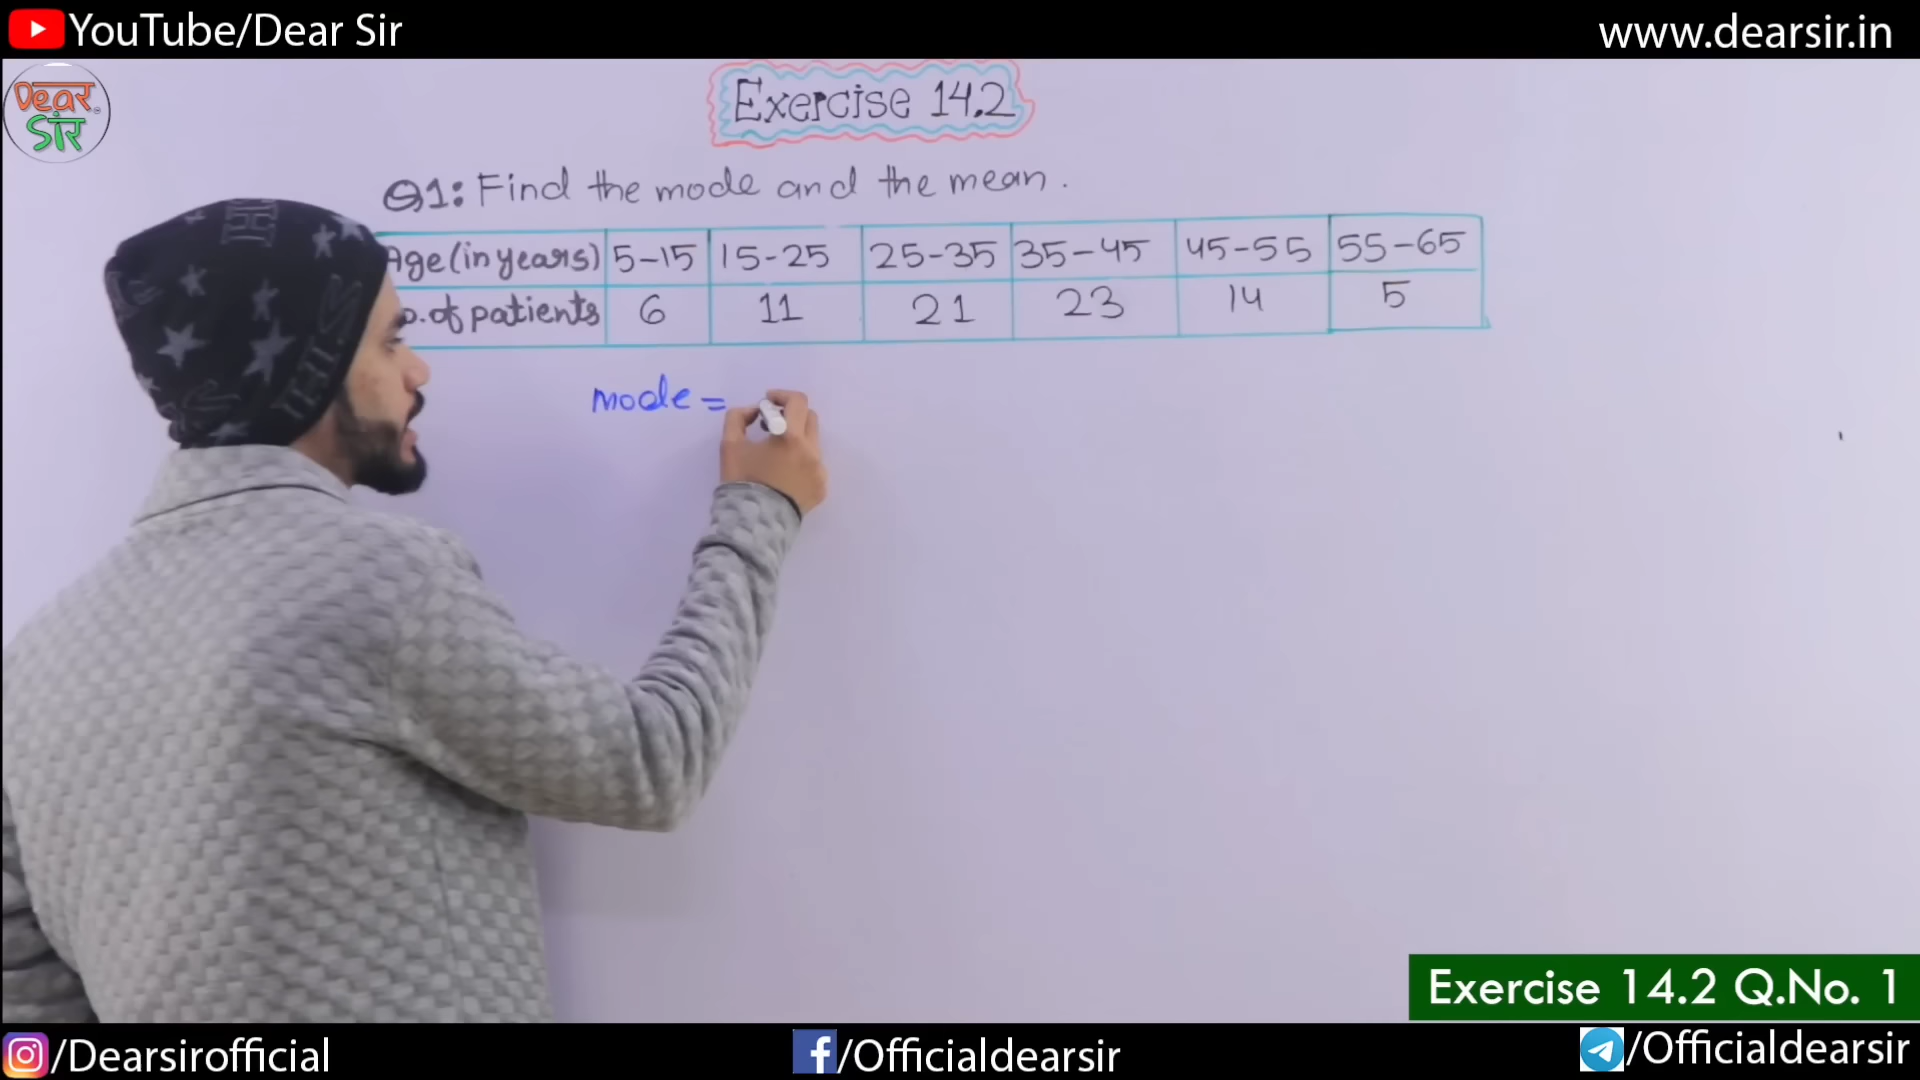 YouTube/Dear Sir
www.dearsir.in
Dear
सर
Exercise 14.2
Q1: Find the mode and the mean.
Age (in years) 5-15 15-25 25-35 35-45 45-55 55-65
of patients 6 11 21 23 14 5
mode =
Exercise 14.2 Q.No. 1
/Dearsirofficial
/Officialdearsir
/Officialdearsir